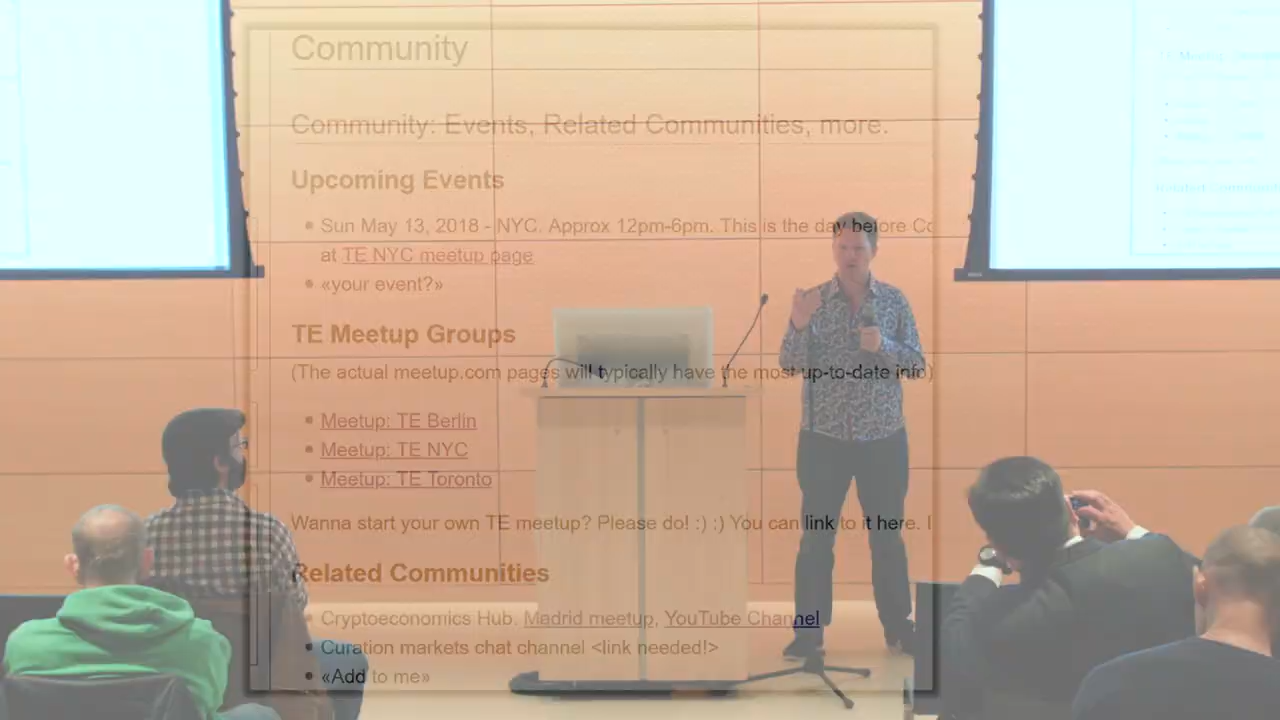 Community
Community: Events, Related Communities, more.
Upcoming Events
• Sun May 13, 2018 - NYC. Approx 12pm-6pm. This is the day before Co
at TE NYC meetup page
• «your event?»
TE Meetup Groups
(The actual meetup.com pages will typically have the most up-to-date info)
• Meetup: TE Berlin
• Meetup: TE NYC
• Meetup: TE Toronto
Wanna start your own TE meetup? Please do! :) :) You can link to it here. I
Related Communities
• Cryptoeconomics Hub. Madrid meetup, YouTube Channel
• Curation markets chat channel <link needed!>
• «Add to me»